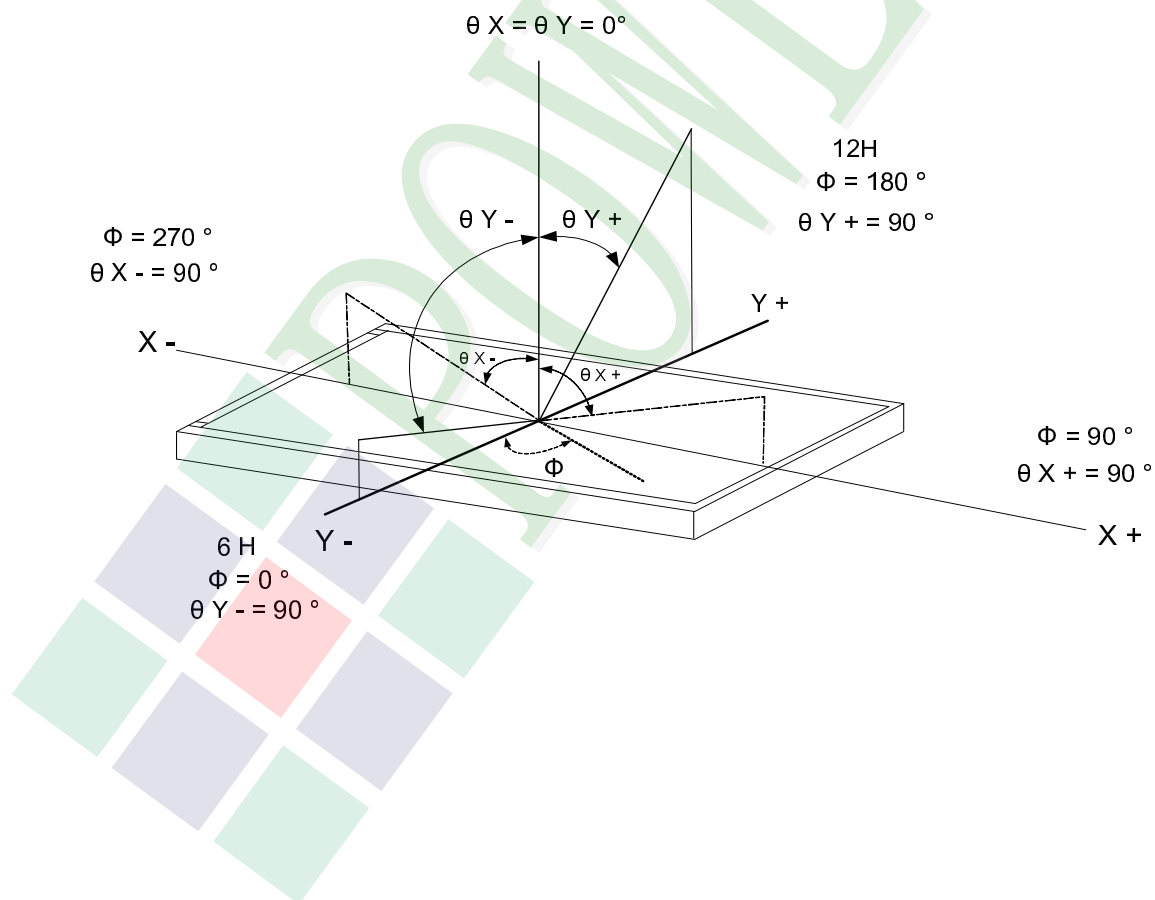 θ X = θ Y = 0°
12H
Φ = 180 °
θ Y + = 90 °
θ Y -
θ Y +
Φ = 270 °
θ X - = 90 °
Y +
X -
θ X -
θ X +
Φ = 90 °
θ X + = 90 °
Φ
X +
Y -
6 H
Φ = 0 °
θ Y - = 90 °